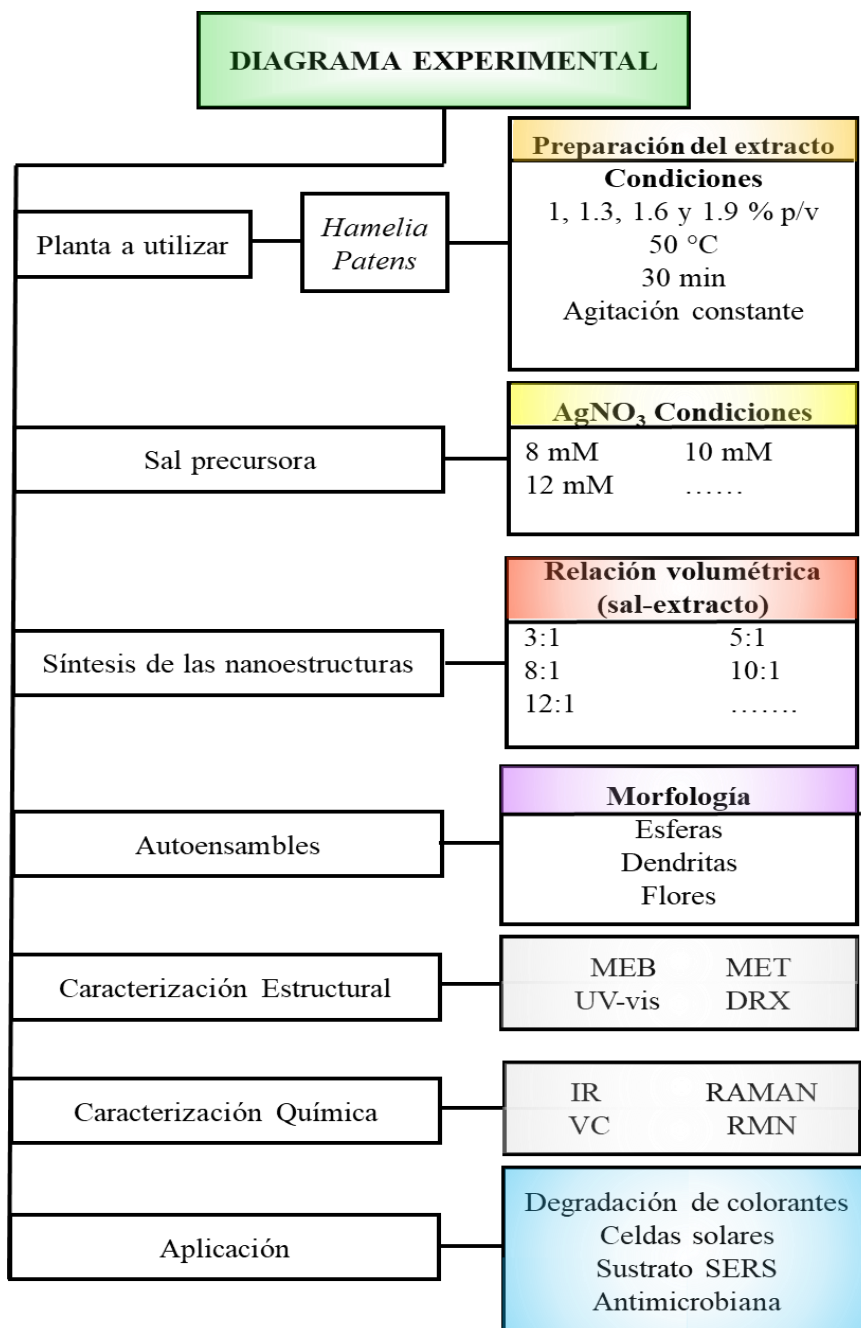 DIAGRAMA EXPERIMENTAL
Planta a utilizar
Hamelia
Patens
Preparación del extracto
Condiciones
1, 1.3, 1.6 y 1.9 % p/v
50 °C
30 min
Agitación constante
Sal precursora
AgNO₃ Condiciones
8 mM 10 mM
12 mM ……
Síntesis de las nanoestructuras
Relación volumétrica
(sal-extracto)
3:1 5:1
8:1 10:1
12:1 …….
Autoensambles
Morfología
Esferas
Dendritas
Flores
Caracterización Estructural
MEB MET
UV-vis DRX
Caracterización Química
IR RAMAN
VC RMN
Aplicación
Degradación de colorantes
Celdas solares
Sustrato SERS
Antimicrobiana